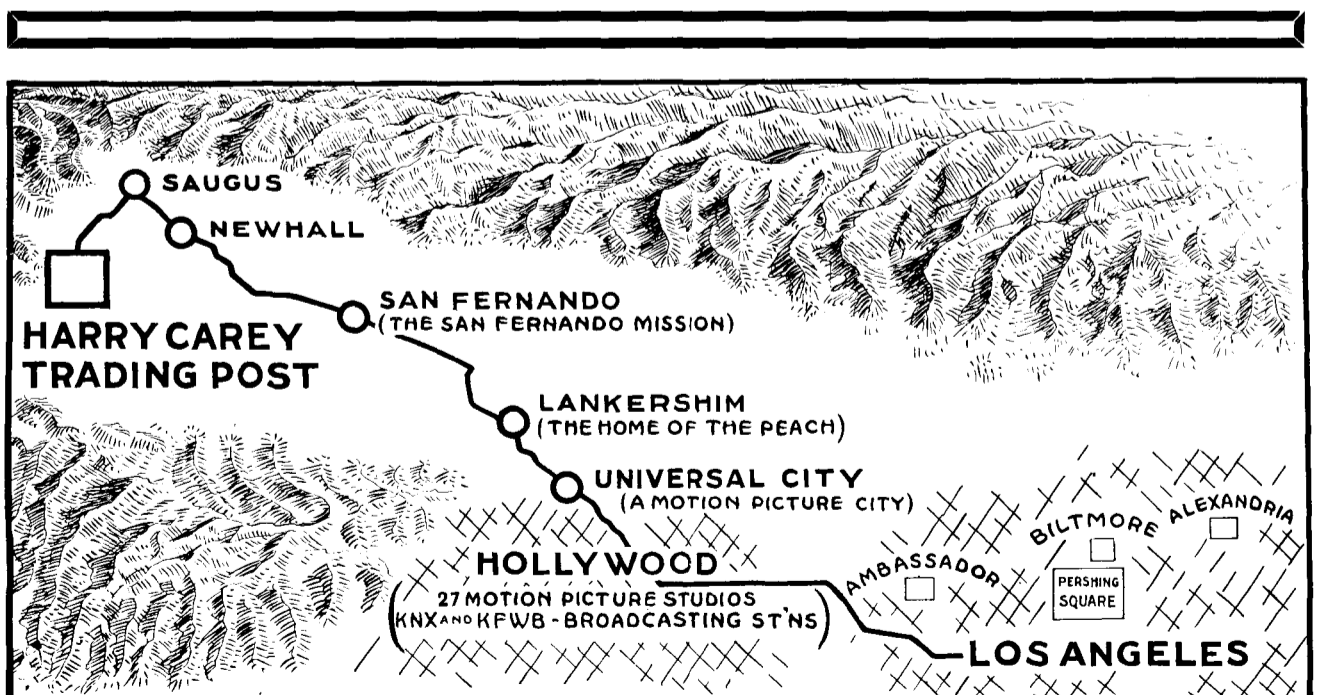 SAUGUS
NEWHALL
HARRY CAREY
TRADING POST
SAN FERNANDO
(THE SAN FERNANDO MISSION)
LANKERSHIM
(THE HOME OF THE PEACH)
UNIVERSAL CITY
(A MOTION PICTURE CITY)
HOLLYWOOD
(27 MOTION PICTURE STUDIOS
KNX AND KFWB - BROADCASTING ST'NS)
AMBASSADOR
BILTMORE
ALEXANDRIA
PERSHING
SQUARE
LOS ANGELES